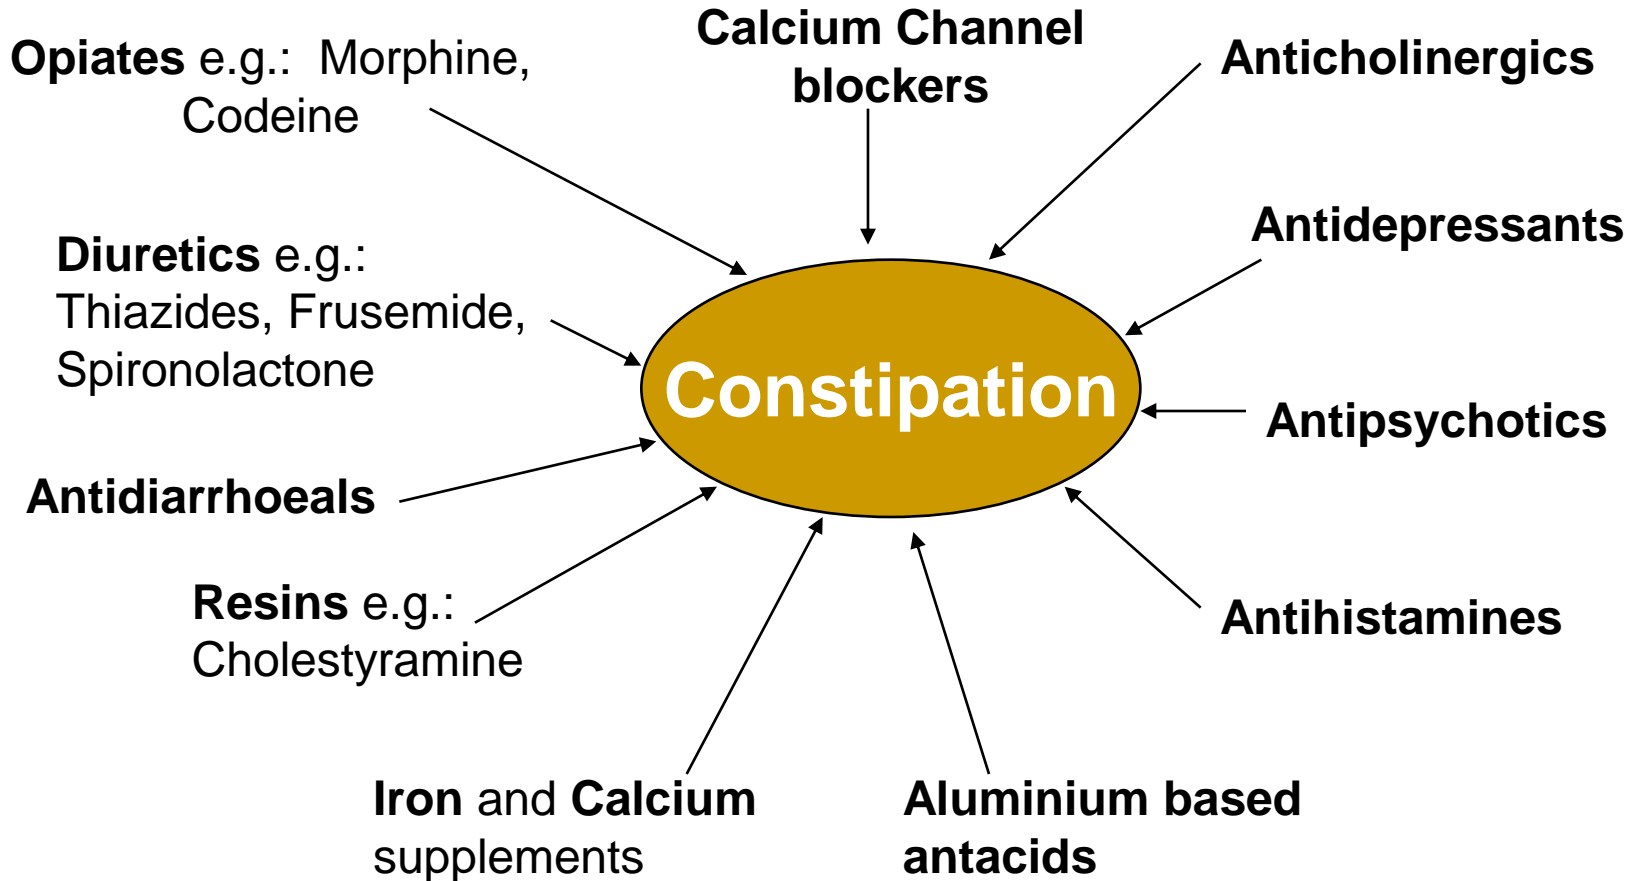 Opiates e.g.: Morphine,
Codeine
Calcium Channel
blockers
Anticholinergics
Antidepressants
Diuretics e.g.:
Thiazides, Frusemide,
Spironolactone
Constipation
Antipsychotics
Antidiarrhoeals
Resins e.g.:
Cholestyramine
Antihistamines
Iron and Calcium
supplements
Aluminium based
antacids